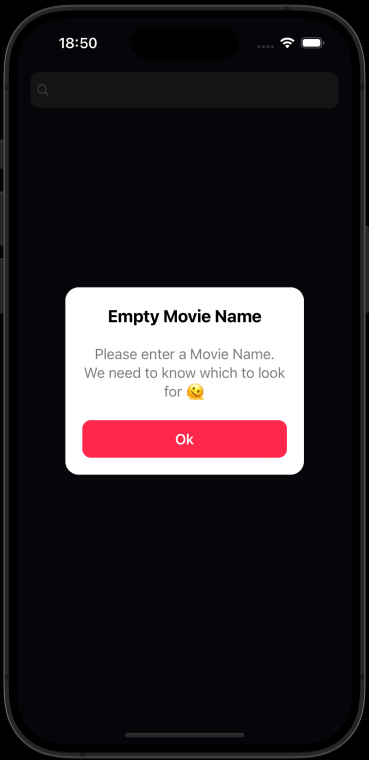 18:50
Empty Movie Name
Please enter a Movie Name.
We need to know which to look
for 🫠
Ok